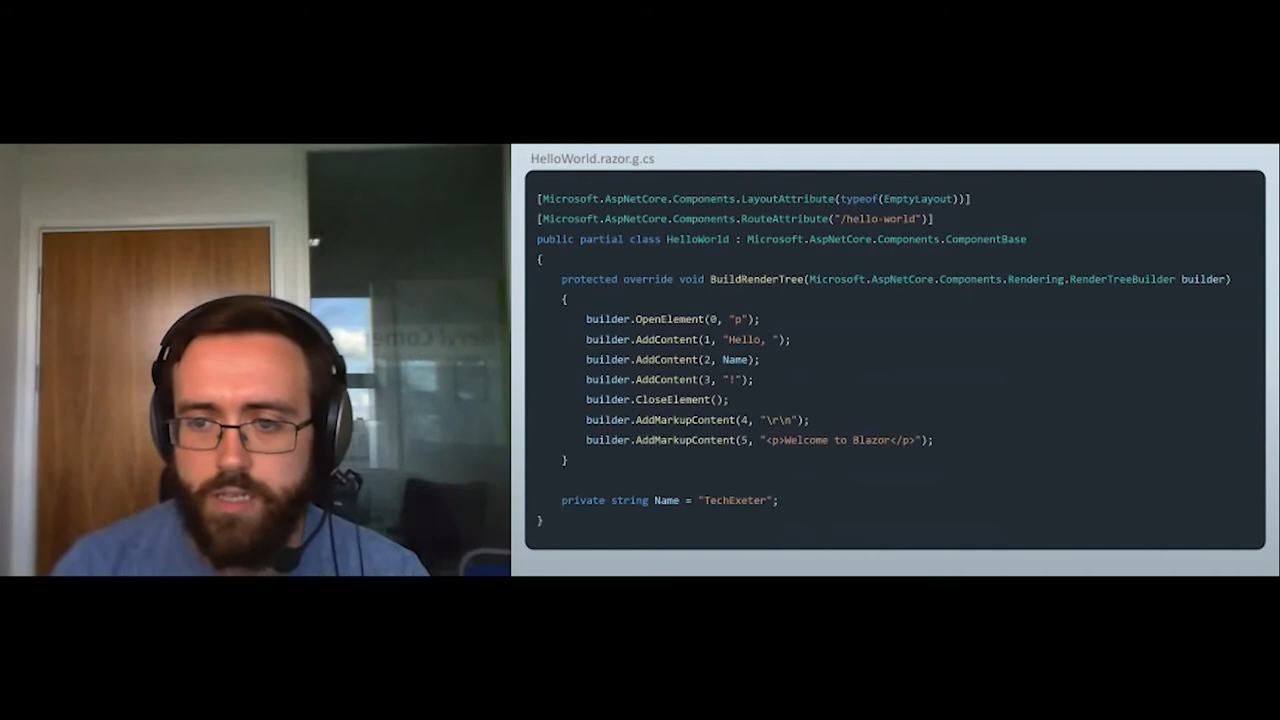 HelloWorld.razor.g.cs
[Microsoft.AspNetCore.Components.LayoutAttribute(typeof(EmptyLayout))]
[Microsoft.AspNetCore.Components.RouteAttribute("/hello-world")]
public partial class HelloWorld : Microsoft.AspNetCore.Components.ComponentBase
{
    protected override void BuildRenderTree(Microsoft.AspNetCore.Components.Rendering.RenderTreeBuilder builder)
    {
        builder.OpenElement(0, "p");
        builder.AddContent(1, "Hello, ");
        builder.AddContent(2, Name);
        builder.AddContent(3, "!");
        builder.CloseElement();
        builder.AddMarkupContent(4, "\r\n");
        builder.AddMarkupContent(5, "<p>Welcome to Blazor</p>");
    }
    private string Name = "TechExeter";
}